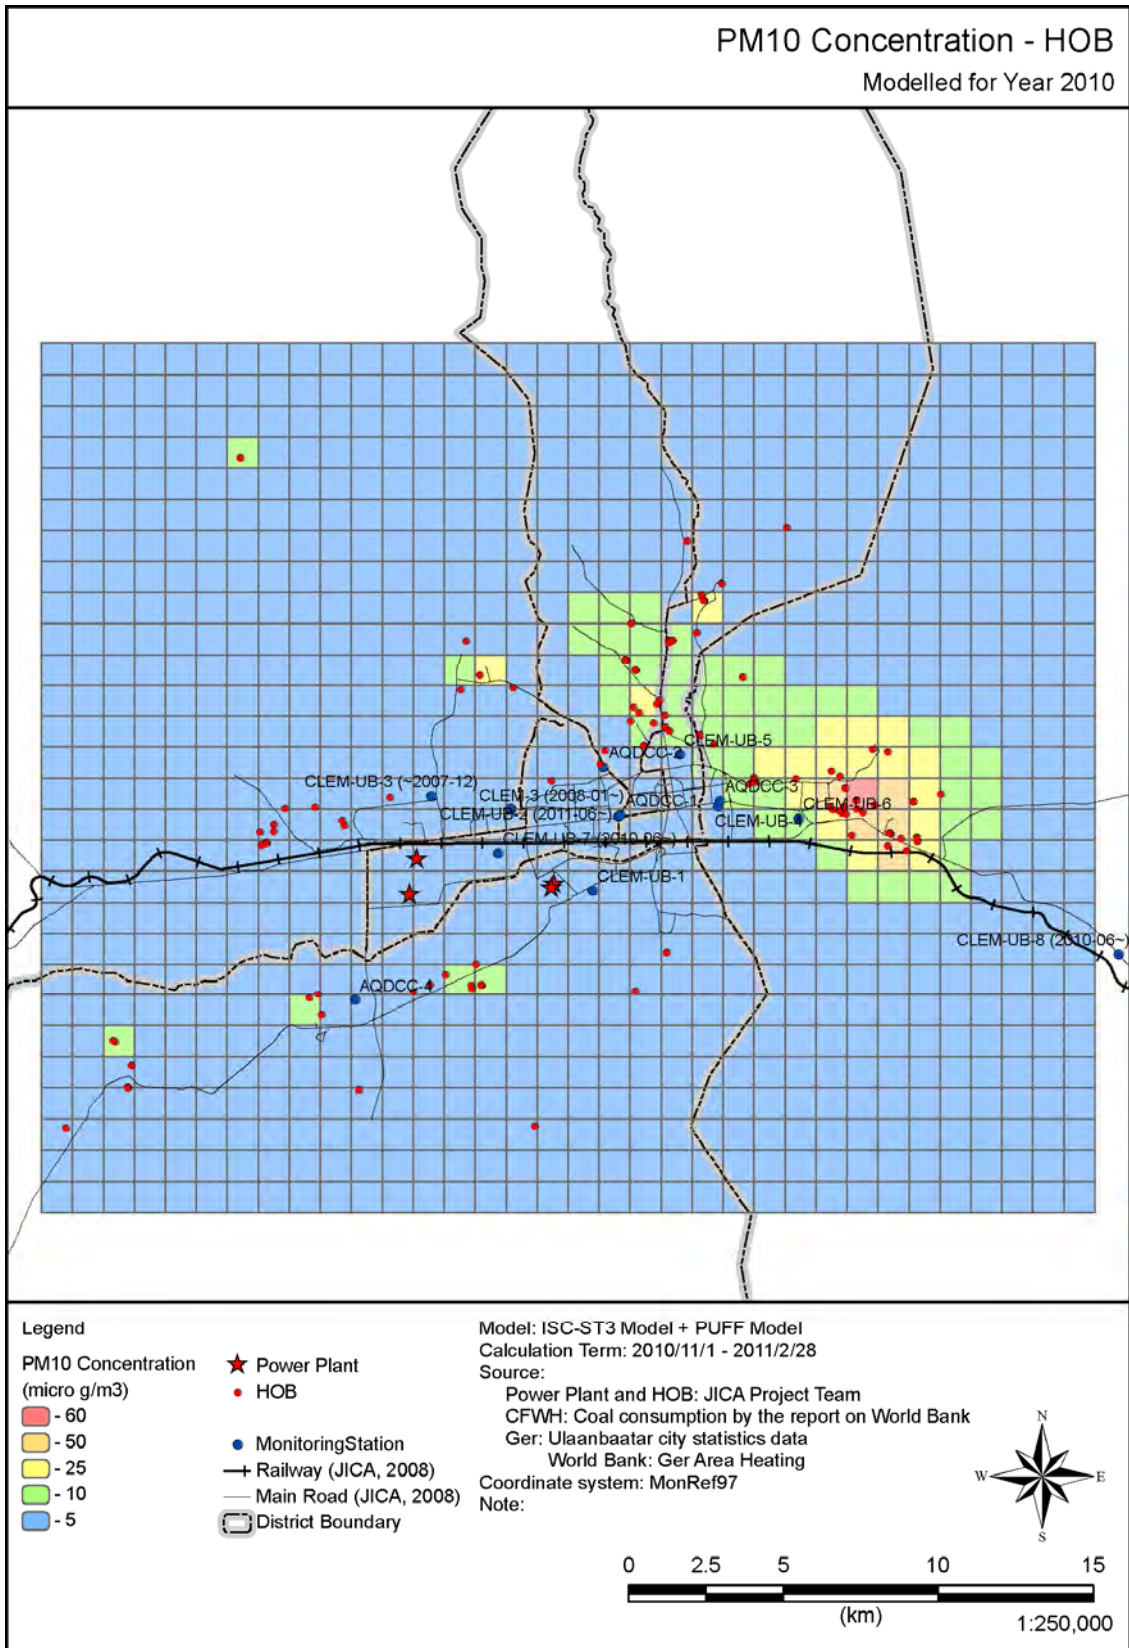 PM10 Concentration - HOB
Modelled for Year 2010
AQDCC-2
CLEM-UB-5
CLEM-UB-3 (~2007-12)
CLEM-3 (2008-01~)
AQDCC-3
CLEM-UB-2 (2011-06~)
AQDCC-1
CLEM-UB-6
CLEM-UB-4
CLEM-UB-7 (2010-06~)
CLEM-UB-1
CLEM-UB-8 (2010-06~)
AQDCC-4
Legend
PM10 Concentration
(micro g/m3)
- 60
- 50
- 25
- 10
- 5
Power Plant
HOB
MonitoringStation
Railway (JICA, 2008)
Main Road (JICA, 2008)
District Boundary
Model: ISC-ST3 Model + PUFF Model
Calculation Term: 2010/11/1 - 2011/2/28
Source:
Power Plant and HOB: JICA Project Team
CFWH: Coal consumption by the report on World Bank
Ger: Ulaanbaatar city statistics data
World Bank: Ger Area Heating
Coordinate system: MonRef97
Note:
N
W E
S
0 2.5 5 10 15
(km)
1:250,000